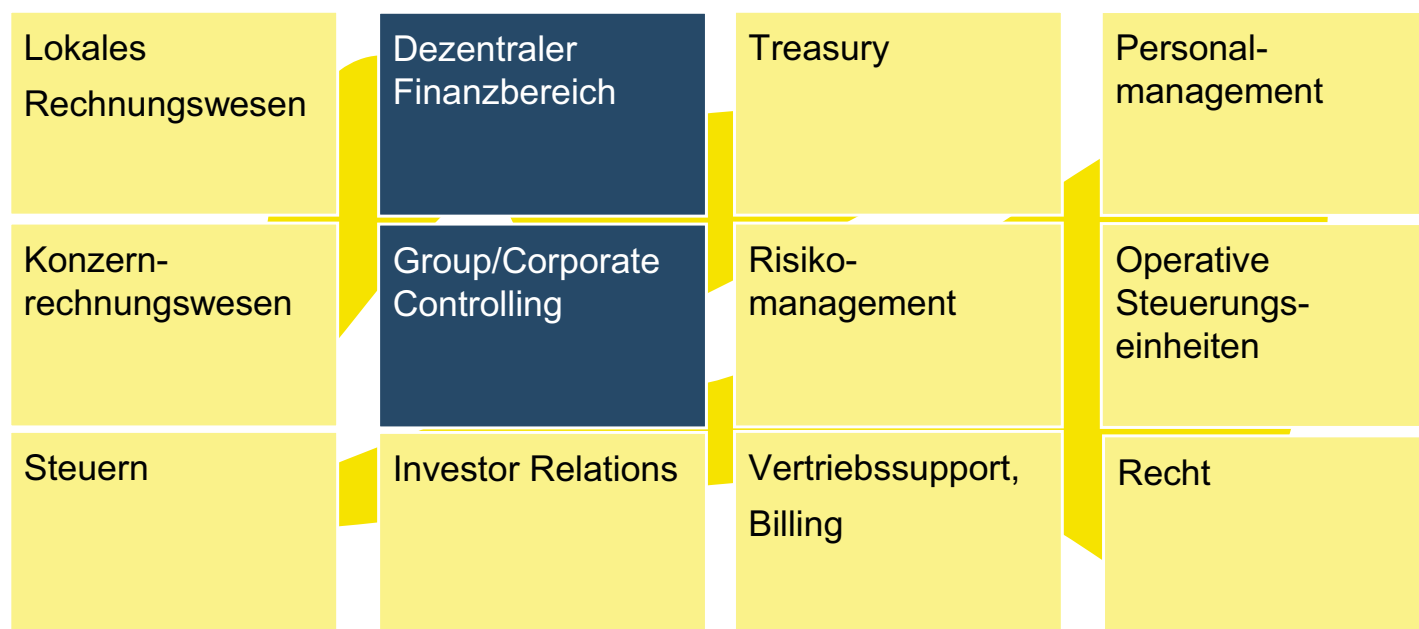 Lokales
Rechnungswesen
Dezentraler
Finanzbereich
Treasury
Personal-
management
Konzern-
rechnungswesen
Group/Corporate
Controlling
Risiko-
management
Operative
Steuerungs-
einheiten
Steuern
Investor Relations
Vertriebssupport,
Billing
Recht